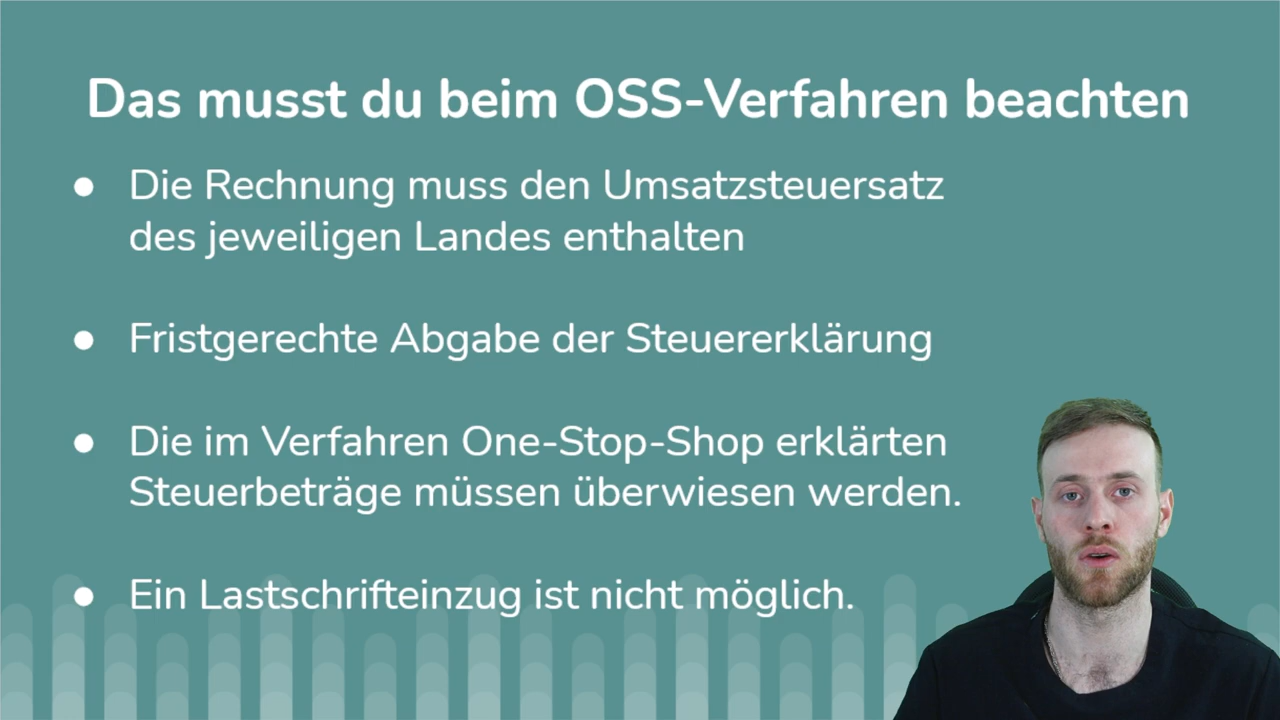 Das musst du beim OSS-Verfahren beachten
● Die Rechnung muss den Umsatzsteuersatz
des jeweiligen Landes enthalten
● Fristgerechte Abgabe der Steuererklärung
● Die im Verfahren One-Stop-Shop erklärten
Steuerbeträge müssen überwiesen werden.
● Ein Lastschrifteinzug ist nicht möglich.